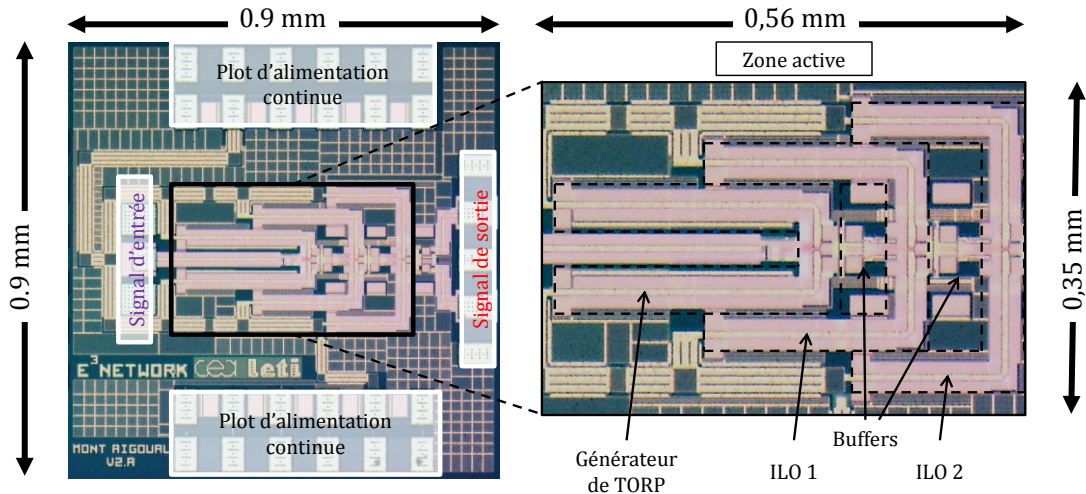 0.9 mm
0,56 mm
Zone active
Plot d'alimentation
continue
0.9 mm
Signal d'entrée
Signal de sortie
0,35 mm
E³NETWORK cea leti
Plot d'alimentation
continue
MONT AIGOUAL
V2.A
Générateur
de TORP
ILO 1
Buffers
ILO 2